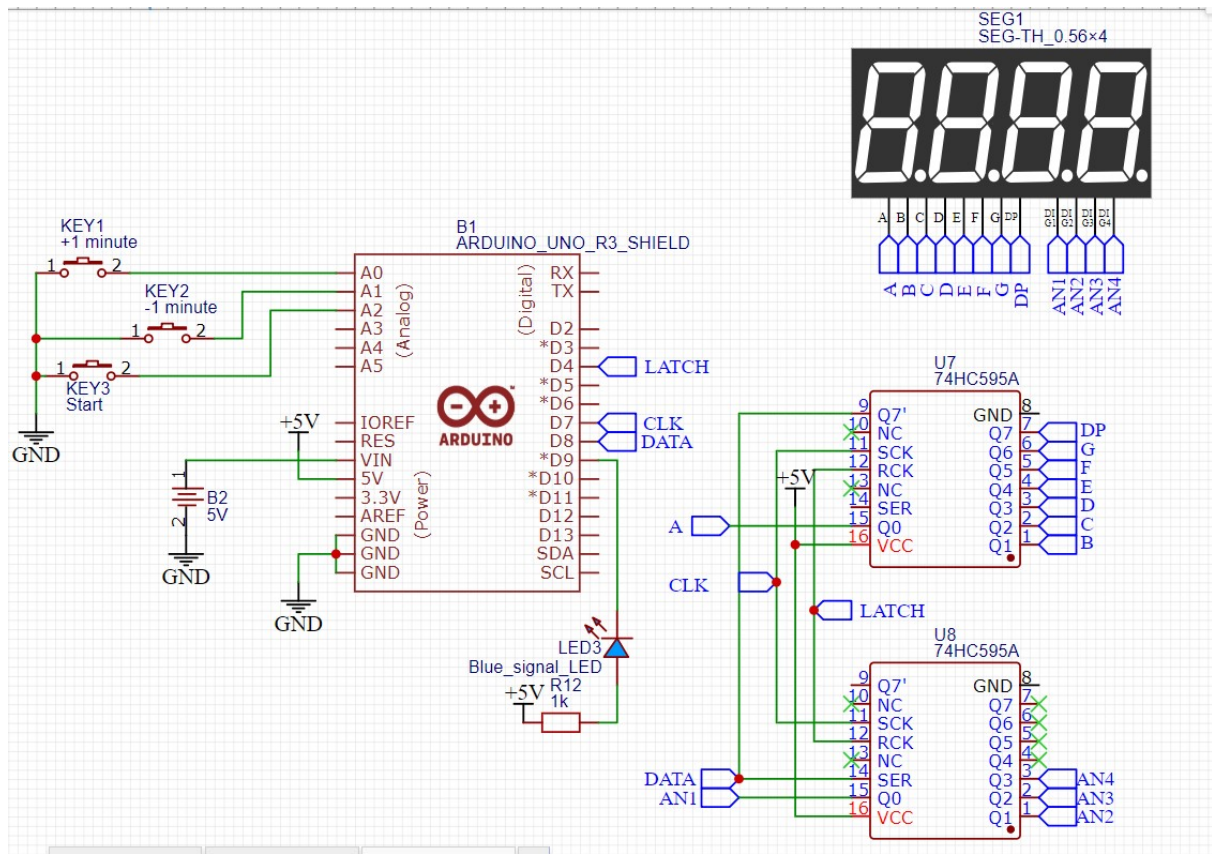 SEG1
SEG-TH_0.56×4
A B C D E F G DP DIG1 DIG2 DIG3 DIG4
A B C D E F G DP AN1 AN2 AN3 AN4
KEY1
+1 minute
1 2
KEY2
-1 minute
1 2
1 2
KEY3
Start
GND
B1
ARDUINO_UNO_R3_SHIELD
A0
A1
A2
A3
A4
A5
(Analog)
IOREF
RES
VIN
5V
3.3V
AREF
GND
GND
GND
(Power)
ARDUINO
(Digital)
RX
TX
D2
*D3
D4
*D5
*D6
D7
D8
*D9
*D10
*D11
D12
D13
SDA
SCL
LATCH
CLK
DATA
+5V
1
B2
5V
2
GND
GND
LED3
Blue_signal_LED
+5V
R12
1k
U7
74HC595A
9 Q7' GND 8
10 NC Q7 7 DP
11 SCK Q6 6 G
12 RCK Q5 5 F
13 NC Q4 4 E
14 SER Q3 3 D
15 Q0 Q2 2 C
16 VCC Q1 1 B
+5V
A
CLK
LATCH
U8
74HC595A
9 Q7' GND 8
10 NC Q7 7
11 SCK Q6 6
12 RCK Q5 5
13 NC Q4 4
DATA 14 SER Q3 3 AN4
AN1 15 Q0 Q2 2 AN3
16 VCC Q1 1 AN2